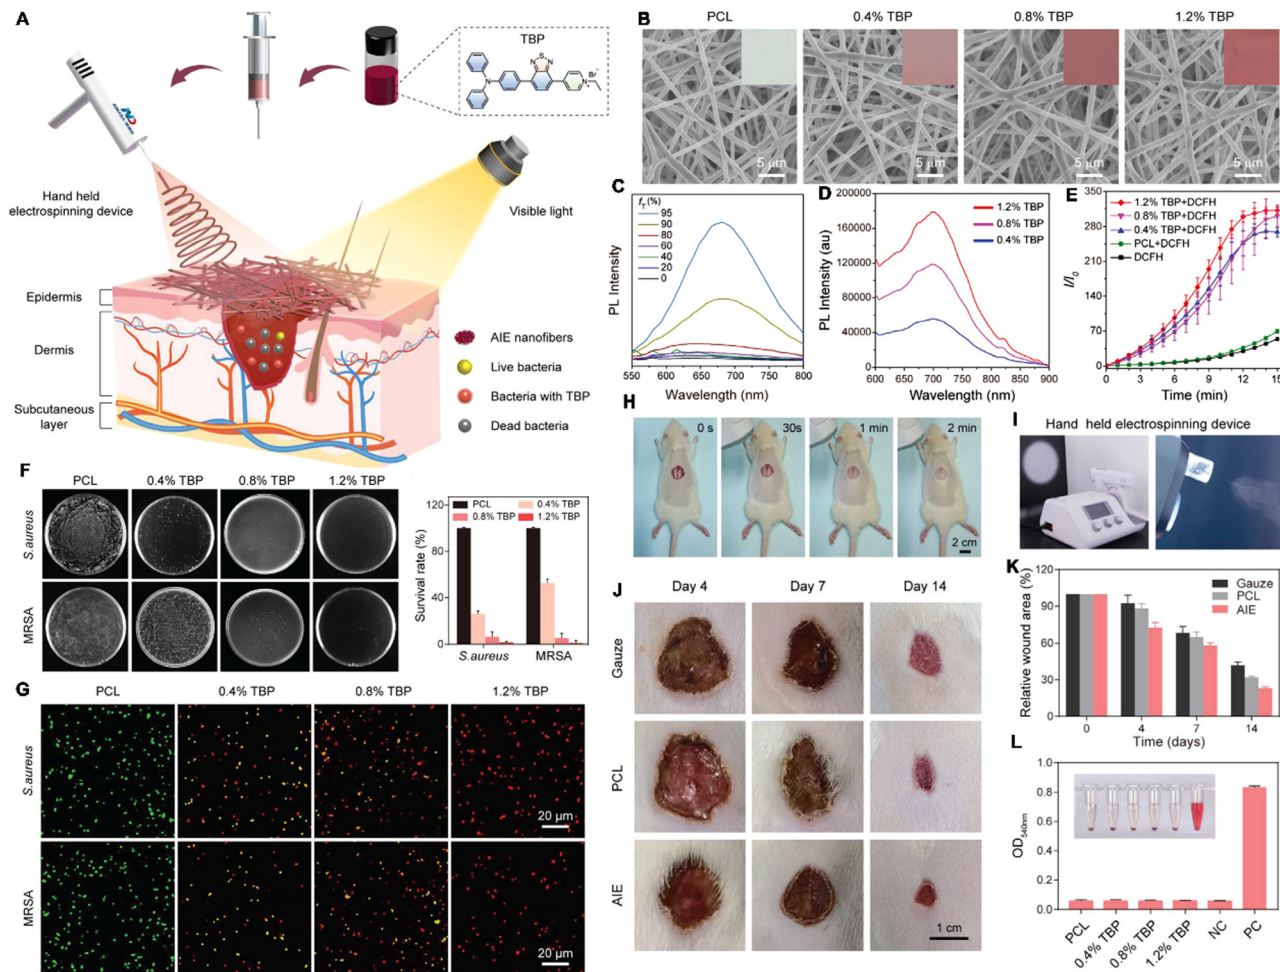 A
TBP
N
S
N
N
Br⁻
N
+
Hand held
electrospinning device
Visible light
Epidermis
Dermis
Subcutaneous
layer
AIE nanofibers
Live bacteria
Bacteria with TBP
Dead bacteria
B
PCL
0.4% TBP
0.8% TBP
1.2% TBP
5 μm
5 μm
5 μm
5 μm
C
PL Intensity
fT (%)
95
90
80
60
40
20
0
550
600
650
700
750
800
Wavelength (nm)
D
PL Intensity (au)
200000
160000
120000
80000
40000
0
1.2% TBP
0.8% TBP
0.4% TBP
600
650
700
750
800
850
900
Wavelength (nm)
E
I/I0
350
280
210
140
70
0
1.2% TBP+DCFH
0.8% TBP+DCFH
0.4% TBP+DCFH
PCL+DCFH
DCFH
0
3
6
9
12
15
Time (min)
F
PCL
0.4% TBP
0.8% TBP
1.2% TBP
S.aureus
MRSA
Survival rate (%)
120
80
40
0
PCL
0.4% TBP
0.8% TBP
1.2% TBP
S.aureus
MRSA
G
PCL
0.4% TBP
0.8% TBP
1.2% TBP
S.aureus
20 μm
MRSA
20 μm
H
0 s
30s
1 min
2 min
2 cm
I
Hand held electrospinning device
J
Day 4
Day 7
Day 14
Gauze
PCL
AIE
1 cm
K
Relative wound area (%)
120
90
60
30
0
Gauze
PCL
AIE
0
4
7
14
Time (days)
L
OD540nm
1.0
0.8
0.6
0.4
0.2
0.0
PCL
0.4% TBP
0.8% TBP
1.2% TBP
NC
PC